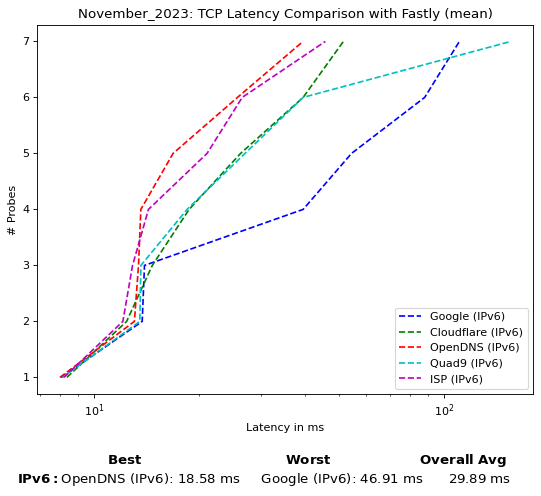 November_2023: TCP Latency Comparison with Fastly (mean)
7
6
5
4
3
2
1
# Probes
Google (IPv6)
Cloudflare (IPv6)
OpenDNS (IPv6)
Quad9 (IPv6)
ISP (IPv6)
10¹ 10²
Latency in ms
Best Worst Overall Avg
IPv6: OpenDNS (IPv6): 18.58 ms Google (IPv6): 46.91 ms 29.89 ms